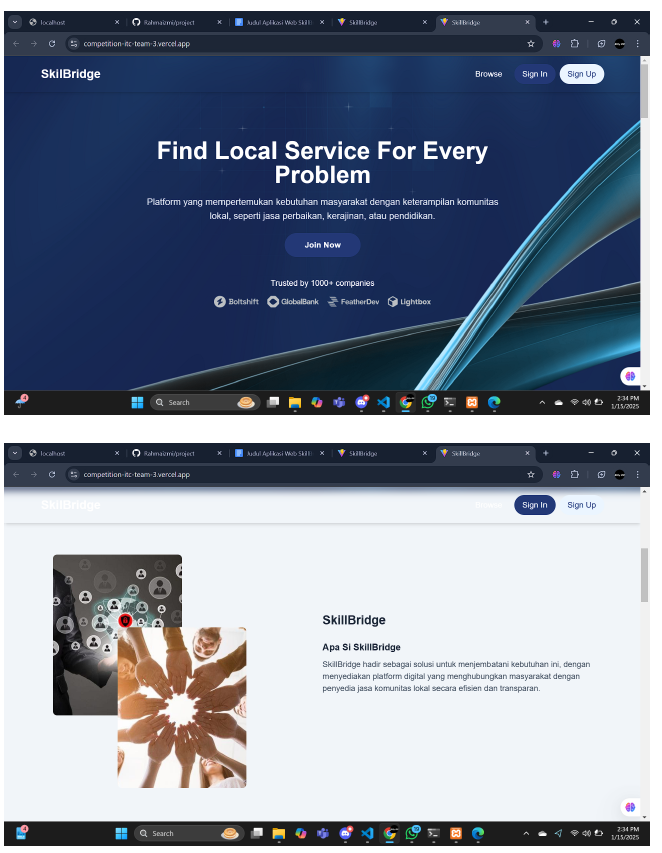 localhost
Rahmaizmi/project
Judul Aplikasi Web Skill
SkillBridge
SkillBridge
competition-itc-team-3.vercel.app
SkilBridge
Browse
Sign In
Sign Up
Find Local Service For Every
Problem
Platform yang mempertemukan kebutuhan masyarakat dengan keterampilan komunitas
lokal, seperti jasa perbaikan, kerajinan, atau pendidikan.
Join Now
Trusted by 1000+ companies
Boltshift
GlobalBank
FeatherDev
Lightbox
Search
2:34 PM
1/15/2025
localhost
Rahmaizmi/project
Judul Aplikasi Web Skill
SkillBridge
SkillBridge
competition-itc-team-3.vercel.app
SkilBridge
Browse
Sign In
Sign Up
SkillBridge
Apa Si SkillBridge
SkillBridge hadir sebagai solusi untuk menjembatani kebutuhan ini, dengan
menyediakan platform digital yang menghubungkan masyarakat dengan
penyedia jasa komunitas lokal secara efisien dan transparan.
Search
2:34 PM
1/15/2025